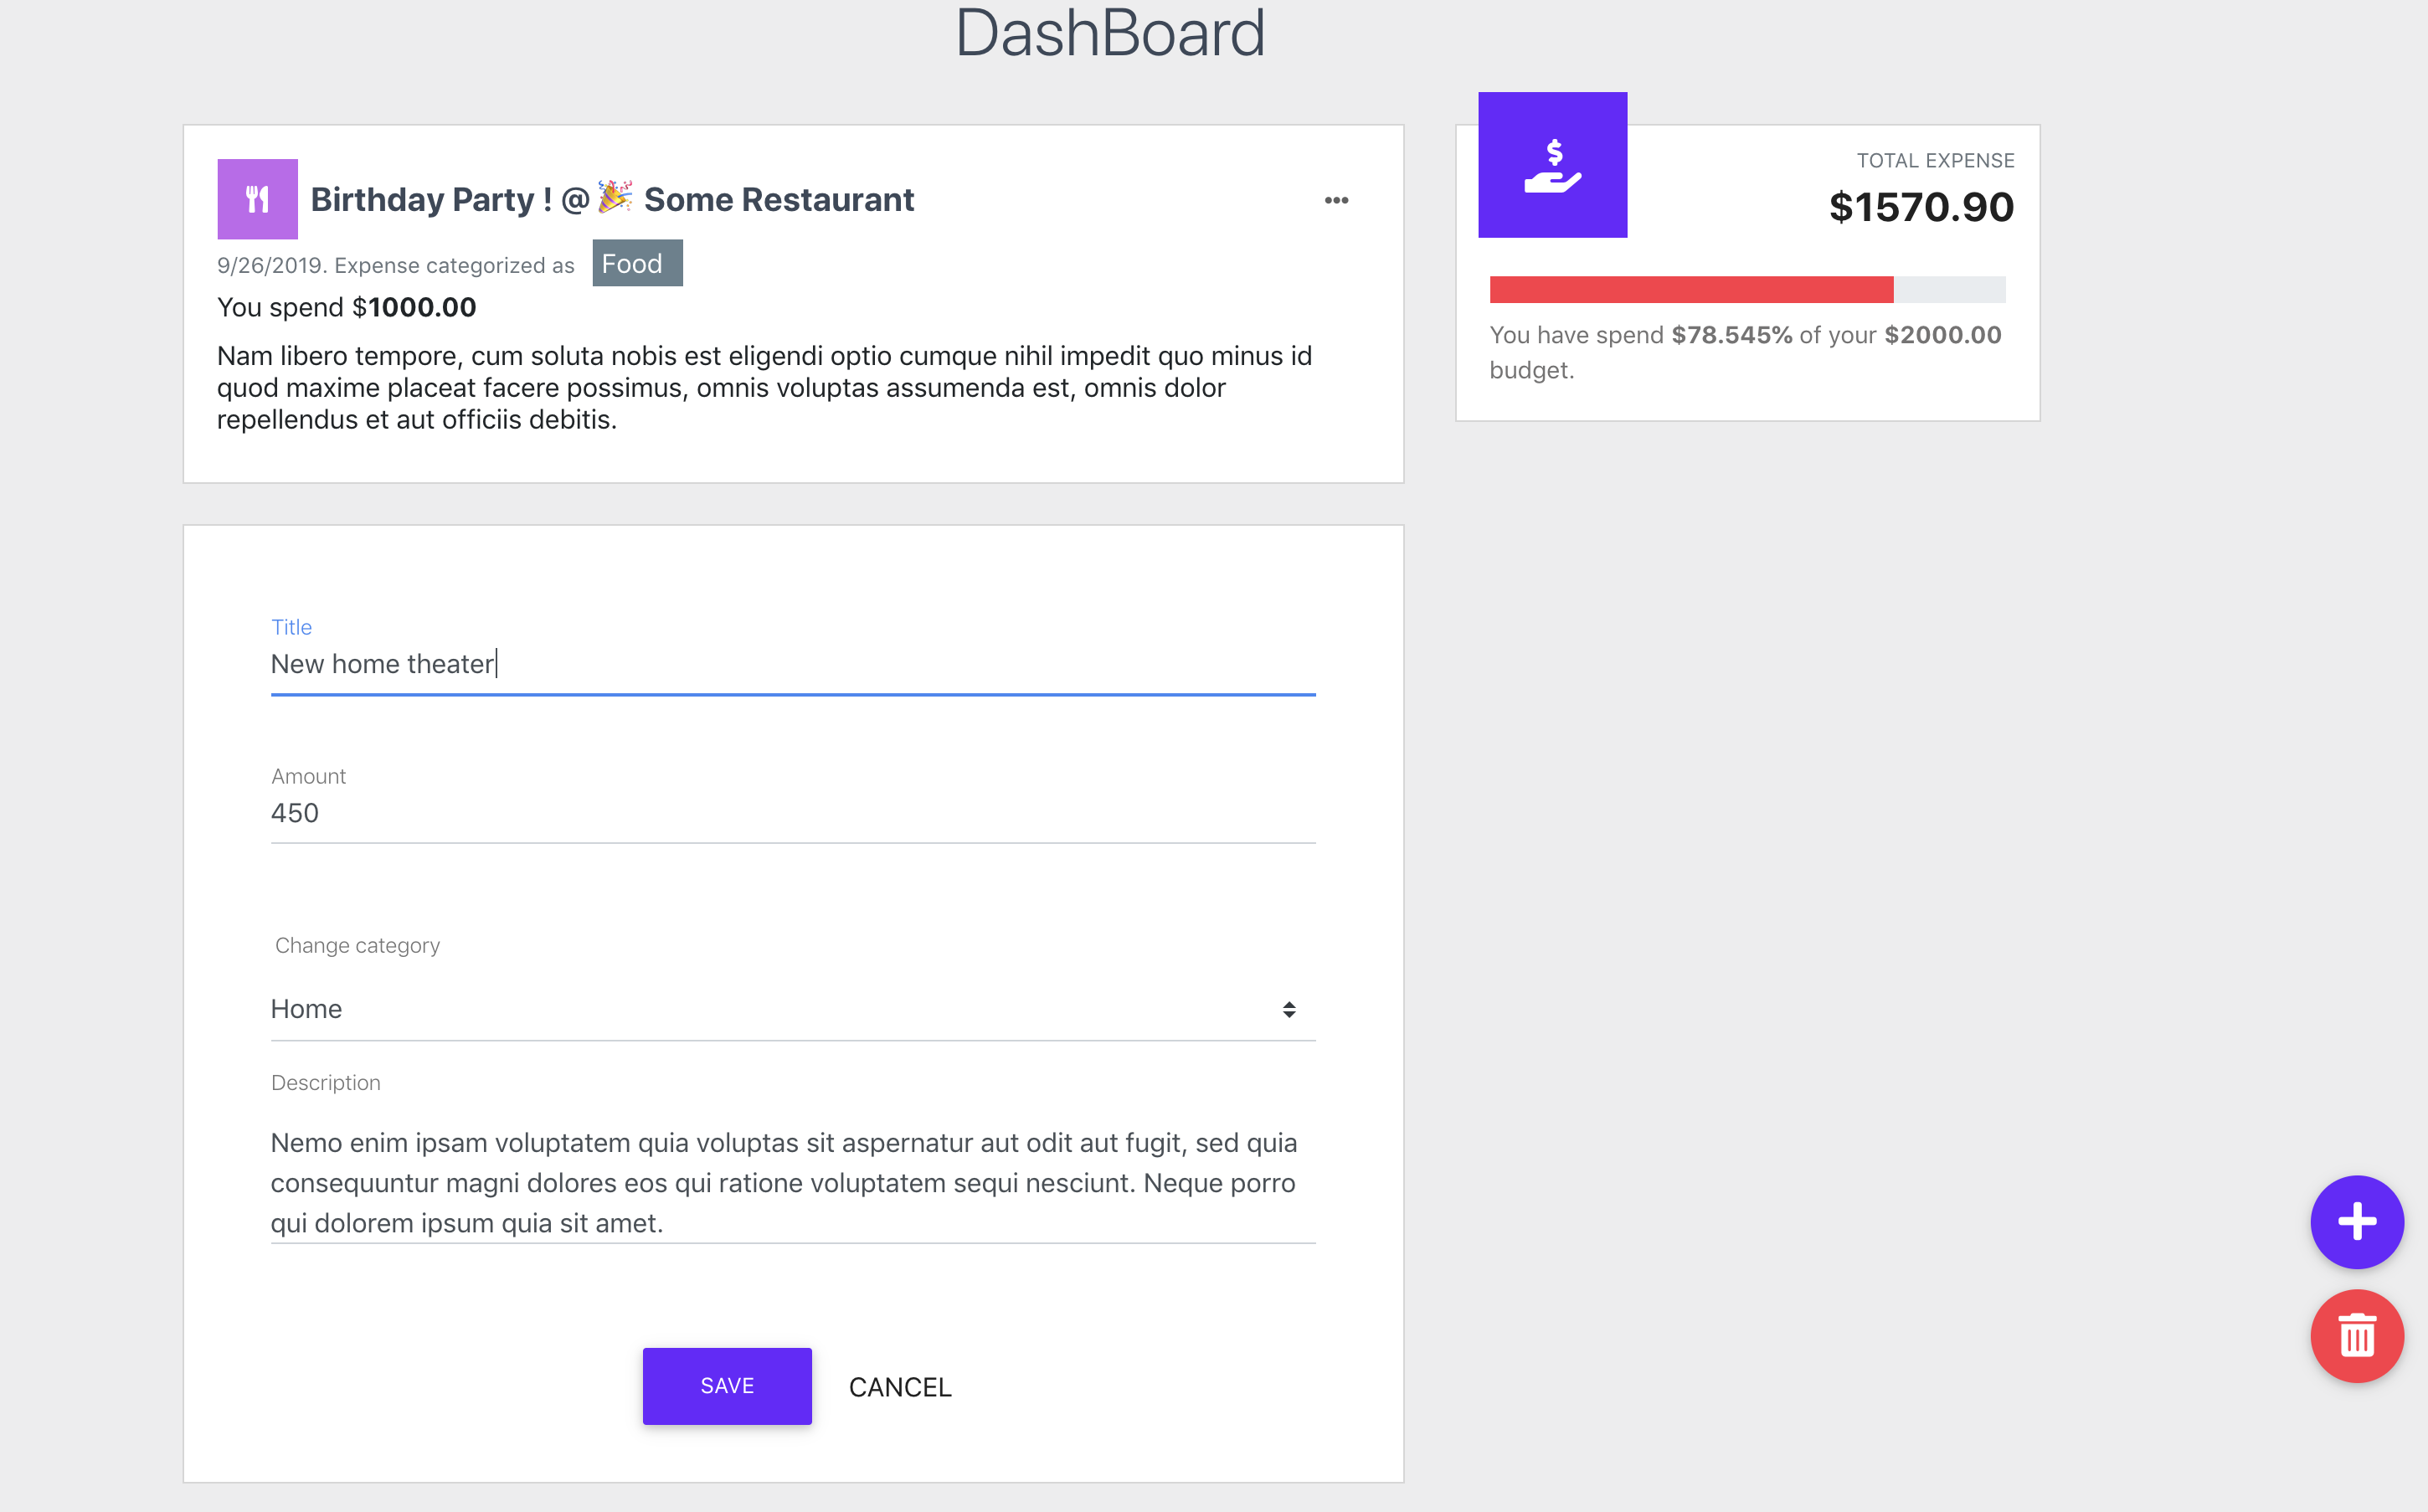 DashBoard
Birthday Party ! @🎉 Some Restaurant
9/26/2019. Expense categorized as Food
You spend $1000.00
Nam libero tempore, cum soluta nobis est eligendi optio cumque nihil impedit quo minus id
quod maxime placeat facere possimus, omnis voluptas assumenda est, omnis dolor
repellendus et aut officiis debitis.
TOTAL EXPENSE
$1570.90
You have spend $78.545% of your $2000.00
budget.
Title
New home theater
Amount
450
Change category
Home
Description
Nemo enim ipsam voluptatem quia voluptas sit aspernatur aut odit aut fugit, sed quia
consequuntur magni dolores eos qui ratione voluptatem sequi nesciunt. Neque porro
qui dolorem ipsum quia sit amet.
SAVE
CANCEL